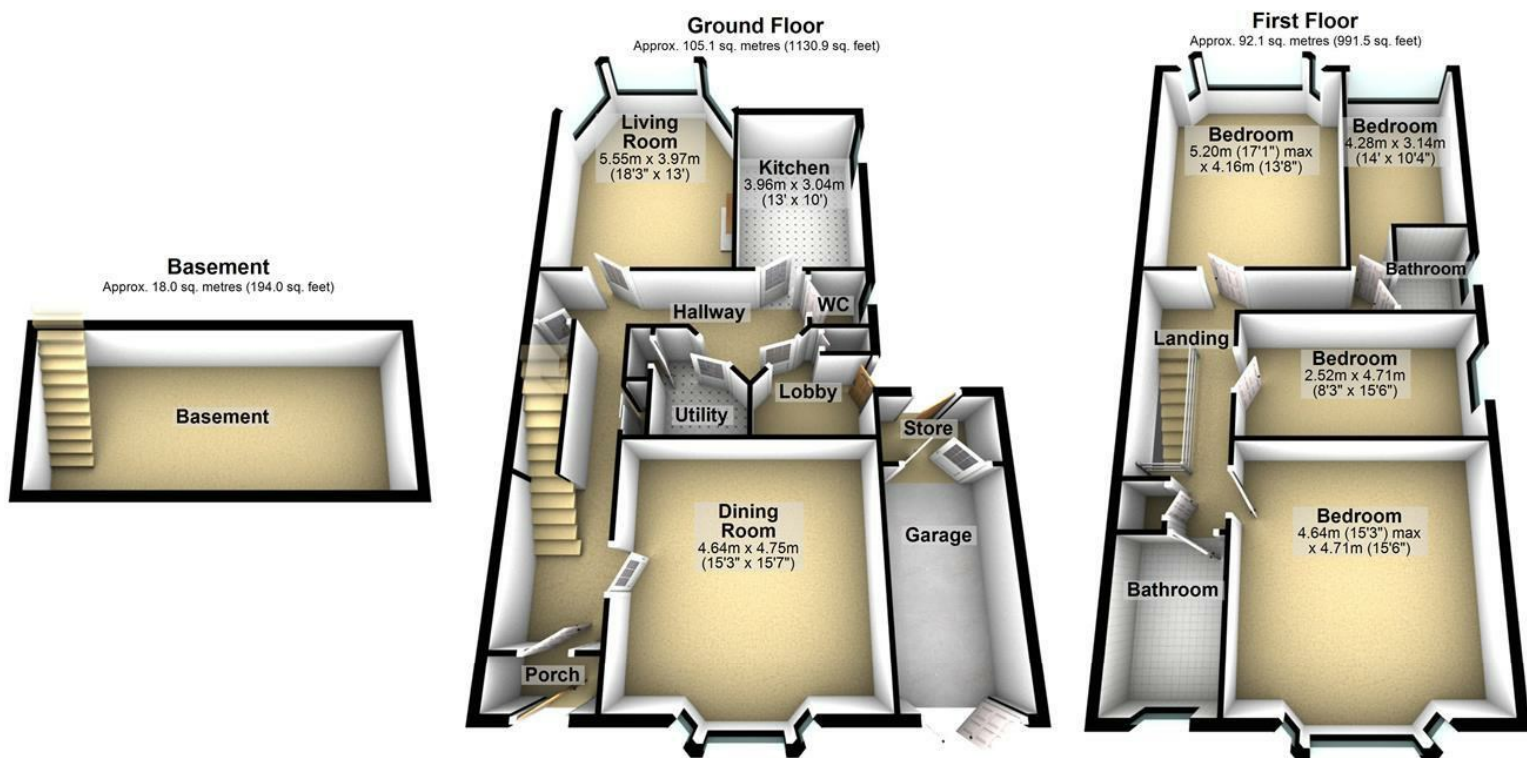 Basement
Approx. 18.0 sq. metres (194.0 sq. feet)
Basement
Ground Floor
Approx. 105.1 sq. metres (1130.9 sq. feet)
Living
Room
5.55m x 3.97m
(18'3" x 13')
Kitchen
3.96m x 3.04m
(13' x 10')
Hallway
WC
Utility
Lobby
Store
Dining
Room
4.64m x 4.75m
(15'3" x 15'7")
Garage
Porch
First Floor
Approx. 92.1 sq. metres (991.5 sq. feet)
Bedroom
5.20m (17'1") max
x 4.16m (13'8")
Bedroom
4.28m x 3.14m
(14' x 10'4")
Bathroom
Landing
Bedroom
2.52m x 4.71m
(8'3" x 15'6")
Bedroom
4.64m (15'3") max
x 4.71m (15'6")
Bathroom